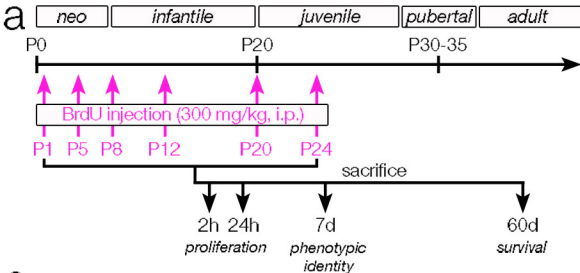 a
neo infantile juvenile pubertal adult
P0 P20 P30-35
BrdU injection (300 mg/kg, i.p.)
P1 P5 P8 P12 P20 P24
sacrifice
2h 24h 7d 60d
proliferation phenotypic survival
identity